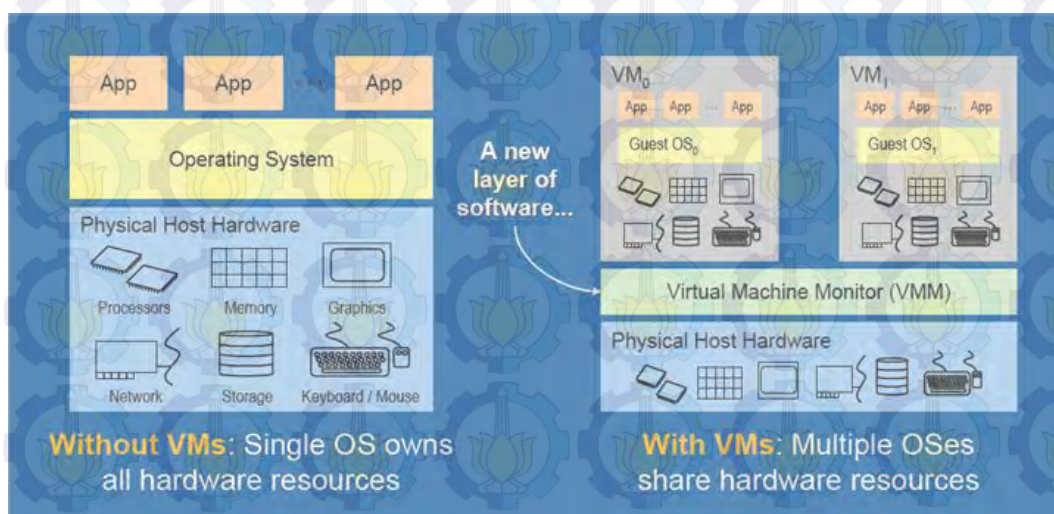 App App ... App
Operating System
Physical Host Hardware
Processors Memory Graphics
Network Storage Keyboard / Mouse
Without VMs: Single OS owns
all hardware resources
A new
layer of
software...
VM0
App App ... App
Guest OS0
VM1
App App ... App
Guest OS1
Virtual Machine Monitor (VMM)
Physical Host Hardware
With VMs: Multiple OSes
share hardware resources